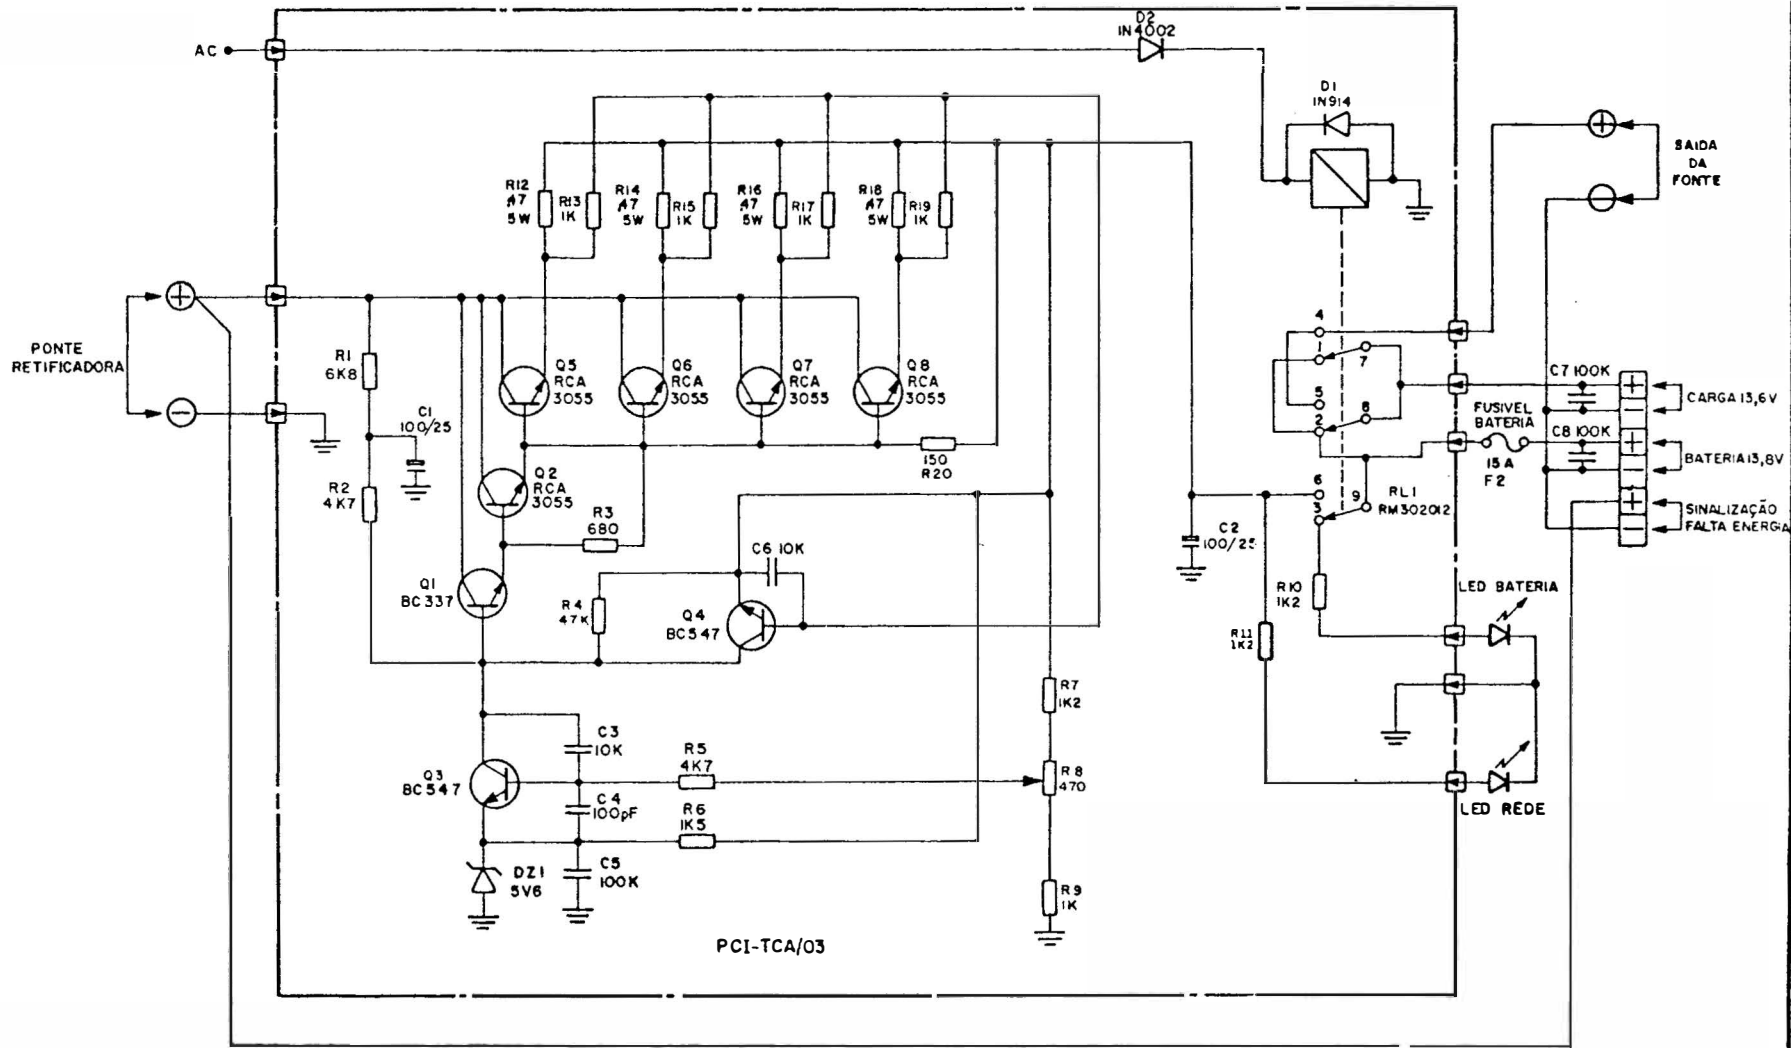 AC
D2
IN4002
D1
IN914
SAIDA
DA
FONTE
R12
,47
5W
R13
1K
R14
,47
5W
R15
1K
R16
,47
5W
R17
1K
R18
,47
5W
R19
1K
PONTE
RETIFICADORA
R1
6K8
C1
100/25
R2
4K7
Q5
RCA
3055
Q6
RCA
3055
Q7
RCA
3055
Q8
RCA
3055
150
R20
Q2
RCA
3055
R3
680
Q1
BC337
C6 10K
R4
47K
Q4
BC547
C2
100/25
4
1
7
5
2
8
6
3
9
RL1
RM302012
C7 100K
FUSIVEL
BATERIA
C8 100K
15A
F2
CARGA 13,6V
BATERIA 13,8V
SINALIZAÇÃO
FALTA ENERGIA
R10
1K2
LED BATERIA
R11
1K2
R7
1K2
C3
10K
R5
4K7
Q3
BC547
R8
470
C4
100pF
R6
1K5
LED REDE
DZ1
5V6
C5
100K
R9
1K
PCI-TCA/03